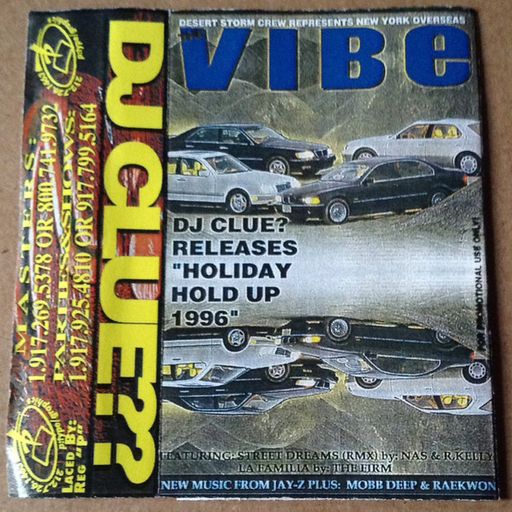 DESERT STORM CREW REPRESENTS NEW YORK OVERSEAS
THE
VIBE
DJ CLUE?
RELEASES
"HOLIDAY
HOLD UP
1996"
FOR PROMOTIONAL USE ONLY!
FEATURING: STREET DREAMS (RMX) by: NAS & R.KELLY
LA FAMILIA by: THE FIRM
NEW MUSIC FROM JAY-Z PLUS: MOBB DEEP & RAEKWON
DJ CLUE??
MASTERS:
1.917.269.5378 OR 800.741.9732
PARTIES&SHOWS:
1.917.925.4810 OR 917.799.5164
LACED By:
REG "P"